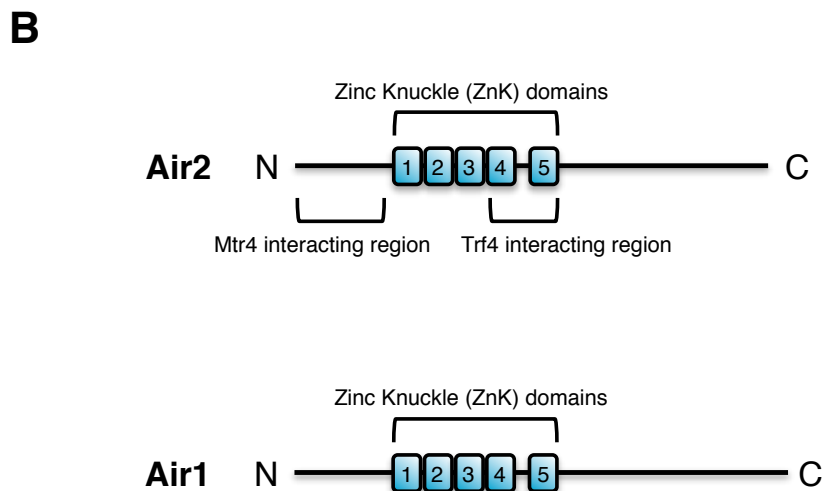 B
Zinc Knuckle (ZnK) domains
Air2 N 1 2 3 4 5 C
Mtr4 interacting region Trf4 interacting region
Zinc Knuckle (ZnK) domains
Air1 N 1 2 3 4 5 C